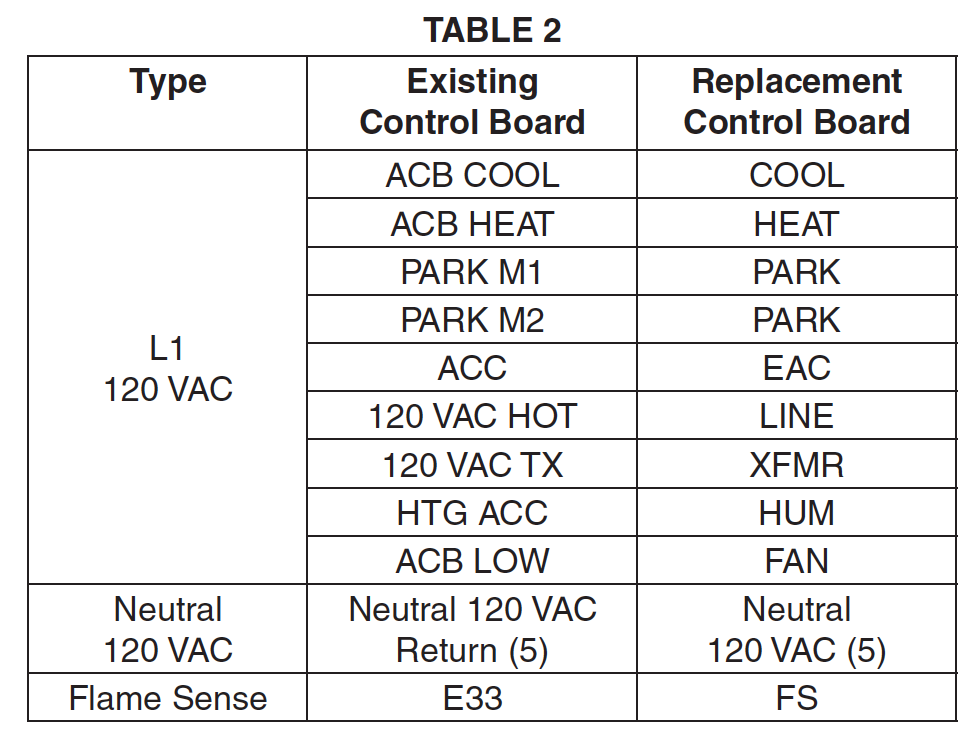 TABLE 2
Type
Existing
Control Board
Replacement
Control Board
L1
120 VAC
ACB COOL
COOL
ACB HEAT
HEAT
PARK M1
PARK
PARK M2
PARK
ACC
EAC
120 VAC HOT
LINE
120 VAC TX
XFMR
HTG ACC
HUM
ACB LOW
FAN
Neutral
120 VAC
Neutral 120 VAC
Return (5)
Neutral
120 VAC (5)
Flame Sense
E33
FS